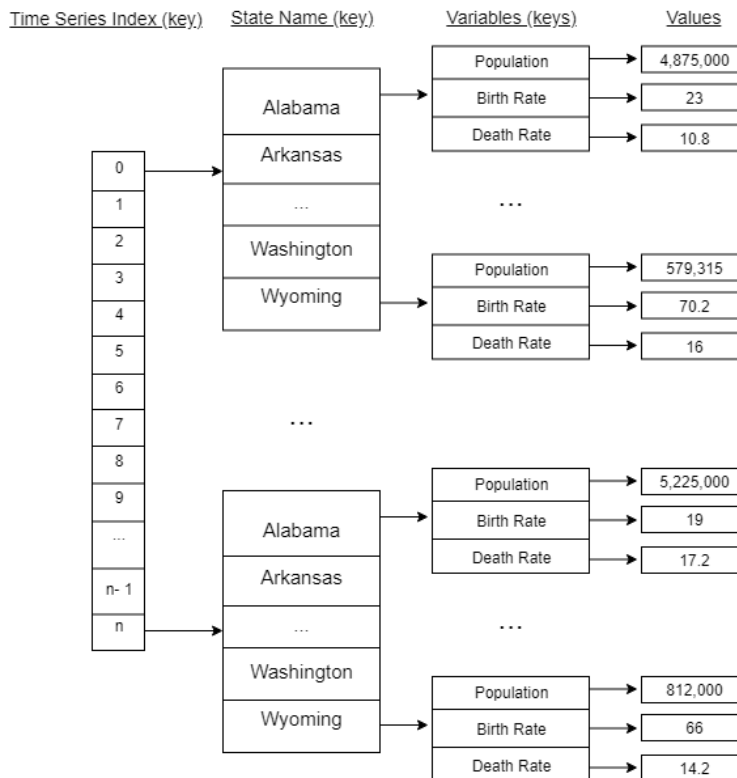 Time Series Index (key)
State Name (key)
Variables (keys)
Values
0
1
2
3
4
5
6
7
8
9
...
n- 1
n
Alabama
Arkansas
...
Washington
Wyoming
Population
4,875,000
Birth Rate
23
Death Rate
10.8
...
Population
579,315
Birth Rate
70.2
Death Rate
16
...
Alabama
Arkansas
...
Washington
Wyoming
Population
5,225,000
Birth Rate
19
Death Rate
17.2
...
Population
812,000
Birth Rate
66
Death Rate
14.2